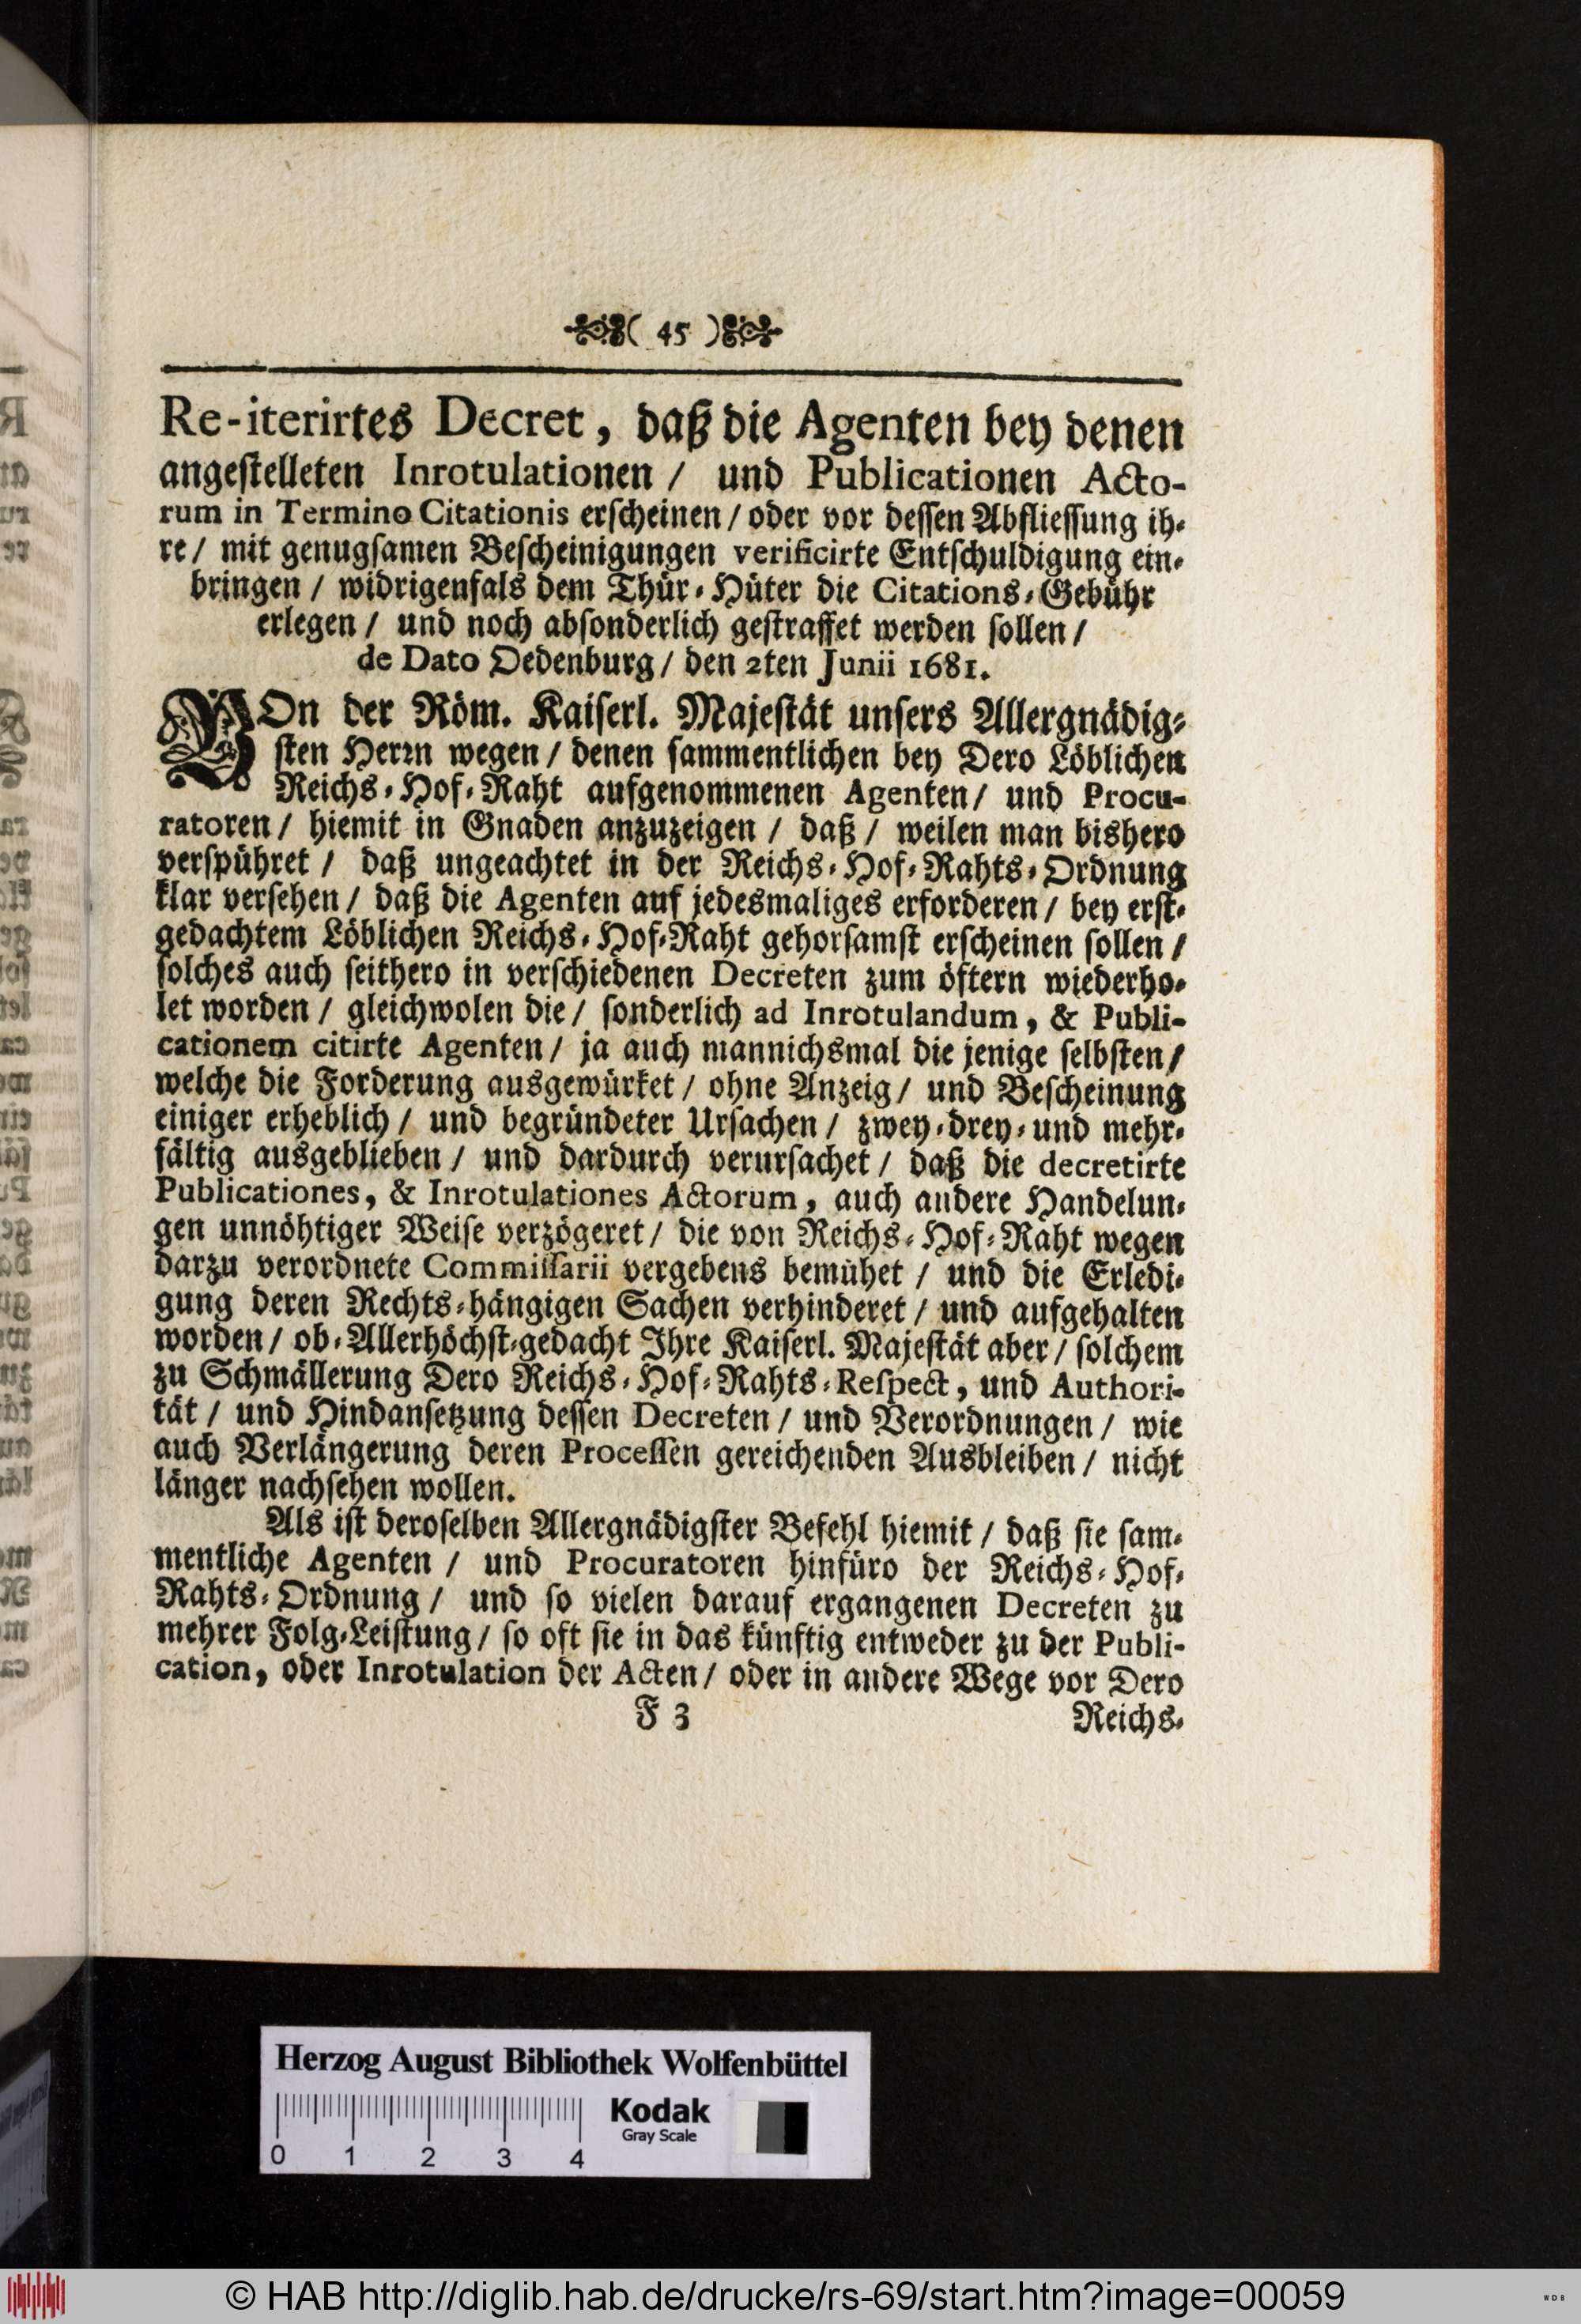 ( 45 )
Re-iterirtes Decret, daß die Agenten bey denen
angestelleten Inrotulationen / und Publicationen Acto-
rum in Termino Citationis erscheinen / oder vor dessen Abfliessung ih-
re / mit genugsamen Bescheinigungen verificirte Entschuldigung ein-
bringen / widrigenfals dem Thür-Hüter die Citations-Gebühr
erlegen / und noch absonderlich gestraffet werden sollen /
de Dato Oedenburg / den 2ten Junii 1681.
VOn der Röm. Kaiserl. Majestät unsers Allergnädig-
sten Herrn wegen / denen sammentlichen bey Dero Löblichen
Reichs-Hof-Raht aufgenommenen Agenten / und Procu-
ratoren / hiemit in Gnaden anzuzeigen / daß / weilen man bishero
verspühret / daß ungeachtet in der Reichs-Hof-Rahts-Ordnung
klar versehen / daß die Agenten auf jedesmaliges erforderen / bey erst-
gedachtem Löblichen Reichs-Hof-Raht gehorsamst erscheinen sollen /
solches auch seithero in verschiedenen Decreten zum öftern wiederho-
let worden / gleichwolen die / sonderlich ad Inrotulandum, & Publi-
cationem citirte Agenten / ja auch mannichsmal die jenige selbsten /
welche die Forderung ausgewürket / ohne Anzeig / und Bescheinung
einiger erheblich / und begründeter Ursachen / zwey-drey-und mehr-
fältig ausgeblieben / und dardurch verursachet / daß die decretirte
Publicationes, & Inrotulationes Actorum, auch andere Handelun-
gen unnöhtiger Weise verzögeret / die von Reichs-Hof-Raht wegen
darzu verordnete Commissarii vergebens bemühet / und die Erledi-
gung deren Rechts-hängigen Sachen verhinderet / und aufgehalten
worden / ob-Allerhöchst-gedacht Ihre Kaiserl. Majestät aber / solchem
zu Schmällerung Dero Reichs-Hof-Rahts-Respect, und Authori-
tät / und Hindansetzung dessen Decreten / und Verordnungen / wie
auch Verlängerung deren Processen gereichenden Ausbleiben / nicht
länger nachsehen wollen.
Als ist deroselben Allergnädigster Befehl hiemit / daß sie sam-
mentliche Agenten / und Procuratoren hinfüro der Reichs-Hof-
Rahts-Ordnung / und so vielen darauf ergangenen Decreten zu
mehrer Folg-Leistung / so oft sie in das künftig entweder zu der Publi-
cation, oder Inrotulation der Acten / oder in andere Wege vor Dero
F 3 Reichs-
Herzog August Bibliothek Wolfenbüttel
Kodak
Gray Scale
0 1 2 3 4
© HAB http://diglib.hab.de/drucke/rs-69/start.htm?image=00059
WDB